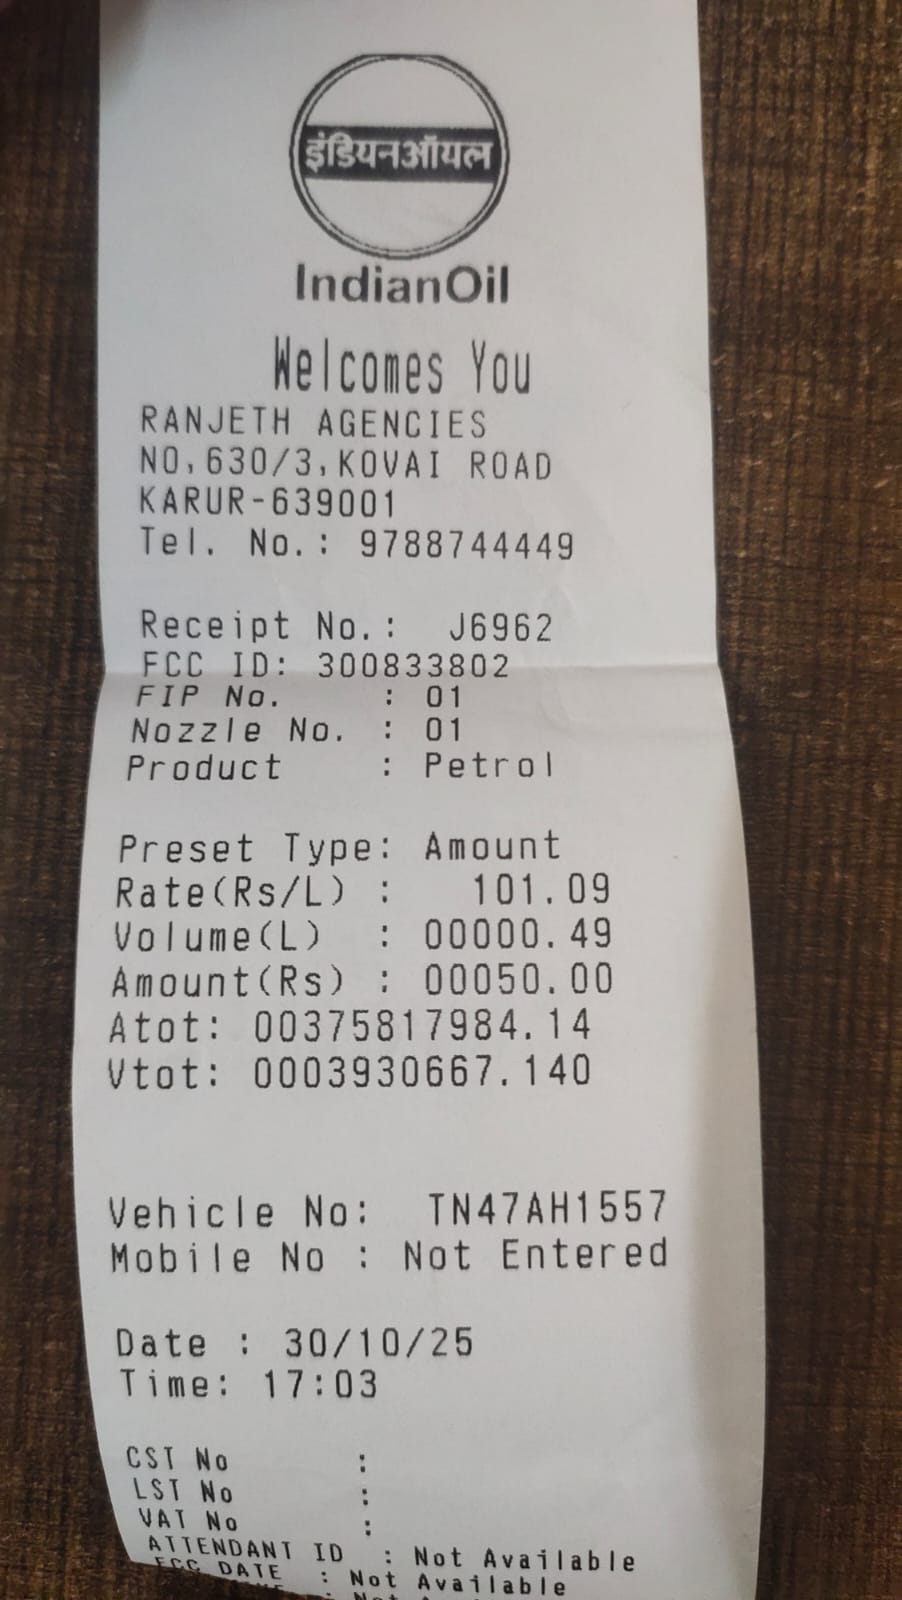 इंडियनऑयल
IndianOil
Welcomes You
RANJETH AGENCIES
NO,630/3,KOVAI ROAD
KARUR-639001
Tel. No.: 9788744449
Receipt No.: J6962
FCC ID: 300833802
FIP No. : 01
Nozzle No. : 01
Product : Petrol
Preset Type: Amount
Rate(Rs/L) : 101.09
Volume(L) : 00000.49
Amount(Rs) : 00050.00
Atot: 00375817984.14
Vtot: 0003930667.140
Vehicle No: TN47AH1557
Mobile No : Not Entered
Date : 30/10/25
Time: 17:03
CST No :
LST No :
VAT No :
ATTENDANT ID : Not Available
FCC DATE : Not Available
: Not